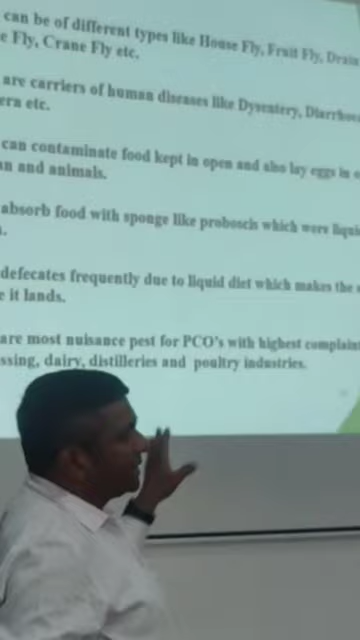 can be of different types like House Fly, Fruit Fly, Drain
e Fly, Crane Fly etc.
are carriers of human diseases like Dysentery, Diarrhoea
era etc.
can contaminate food kept in open and also lay eggs in
an and animals.
absorb food with sponge like proboscis which were
defecates frequently due to liquid diet which makes the
e it lands.
are most nuisance pest for PCO's with highest complaint
ssing, dairy, distilleries and poultry industries.